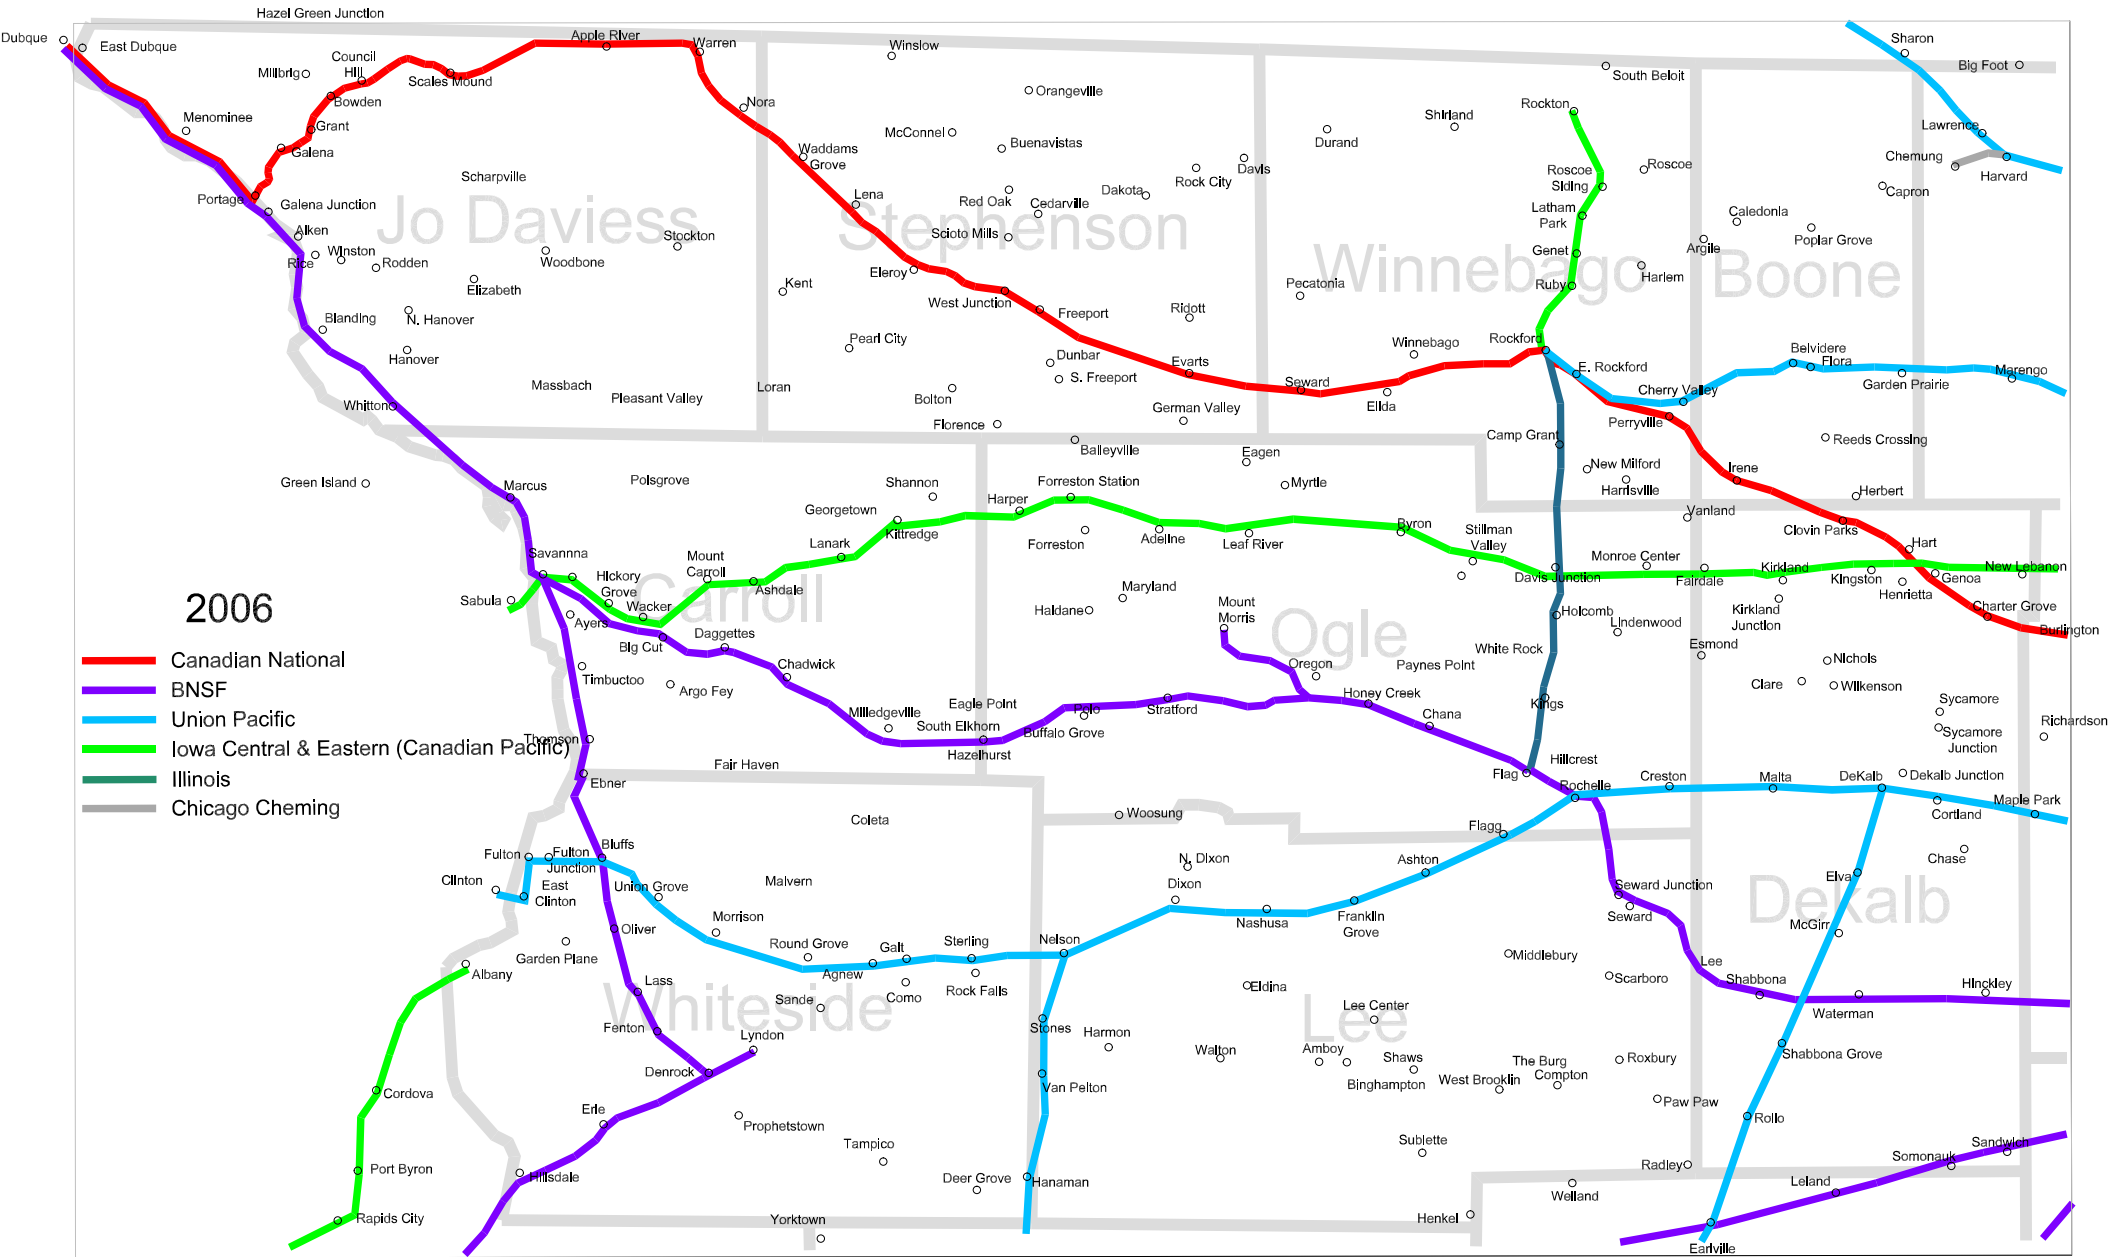 Hazel Green Junction
Dubque
East Dubque
Council
Hill
Millbrig
Scales Mound
Apple River
Warren
Winslow
Sharon
Big Foot
South Beloit
Bowden
Nora
Orangeville
Rockton
Menominee
Grant
McConnel
Buenavistas
Durand
Shirland
Lawrence
Galena
Waddams
Grove
Rock City
Davis
Roscoe
Siding
Roscoe
Chemung
Harvard
Scharpville
Portage
Galena Junction
Lena
Red Oak
Cedarville
Dakota
Latham
Park
Caledonia
Capron
Jo Daviess
Stephenson
Winnebago
Boone
Aiken
Winston
Rice
Rodden
Woodbone
Stockton
Scioto Mills
Genet
Argile
Poplar Grove
Elizabeth
Eleroy
Kent
West Junction
Pecatonia
Ruby
Harlem
Blanding
N. Hanover
Freeport
Ridott
Hanover
Pearl City
Dunbar
S. Freeport
Evarts
Winnebago
Rockford
E. Rockford
Belvidere
Flora
Garden Prairie
Marengo
Massbach
Pleasant Valley
Loran
Bolton
Seward
Elida
Cherry Valley
Whitton
Florence
German Valley
Perryville
Camp Grant
Reeds Crossing
Baileyville
Eagen
Green Island
Marcus
Polsgrove
Shannon
Harper
Forreston Station
Myrtle
New Milford
Harrisville
Irene
Herbert
Georgetown
Kittredge
Vanland
Clovin Parks
Lanark
Forreston
Adeline
Leaf River
Byron
Stillman
Valley
Hart
Savannna
Mount
Carroll
Monroe Center
Davis Junction
Fairdale
Kirkland
Kingston
Henrietta
Genoa
New Lebanon
Hickory
Grove
Carroll
Ashdale
Sabula
Ayers
Wacker
Maryland
Haldane
Mount
Morris
Ogle
Holcomb
Lindenwood
Kirkland
Junction
Charter Grove
Burlington
2006
Big Cut
Daggettes
White Rock
Esmond
Canadian National
BNSF
Union Pacific
Iowa Central & Eastern (Canadian Pacific)
Illinois
Chicago Cheming
Timbuctoo
Argo Fey
Chadwick
Oregon
Paynes Point
Nichols
Clare
Wilkenson
Milledgeville
Eagle Point
South Elkhorn
Polo
Buffalo Grove
Stratford
Honey Creek
Chana
Kings
Sycamore
Sycamore
Junction
Richardson
Thomson
Hazelhurst
Fair Haven
Ebner
Flag
Hillcrest
Rochelle
Creston
Malta
DeKalb
Dekalb Junction
Cortland
Maple Park
Coleta
Woosung
Flagg
Fulton
Fulton
Junction
Bluffs
N. Dixon
Dixon
Ashton
Chase
Clinton
East
Clinton
Union Grove
Malvern
Elva
Seward Junction
Seward
Dekalb
Morrison
Oliver
Nashusa
Franklin
Grove
McGirr
Garden Plane
Round Grove
Agnew
Galt
Sterling
Nelson
Middlebury
Lee
Albany
Lass
Whiteside
Sande
Como
Rock Falls
Eldina
Scarboro
Shabbona
Waterman
Hinckley
Fenton
Lyndon
Stones
Harmon
Lee Center
Lee
Walton
Amboy
Binghampton
Shaws
The Burg
Compton
Roxbury
Shabbona Grove
Denrock
Van Pelton
West Brooklin
Paw Paw
Cordova
Erie
Prophetstown
Rollo
Tampico
Sublette
Port Byron
Hillsdale
Deer Grove
Hanaman
Radley
Somonauk
Sandwich
Welland
Leland
Rapids City
Yorktown
Henkel
Earlville